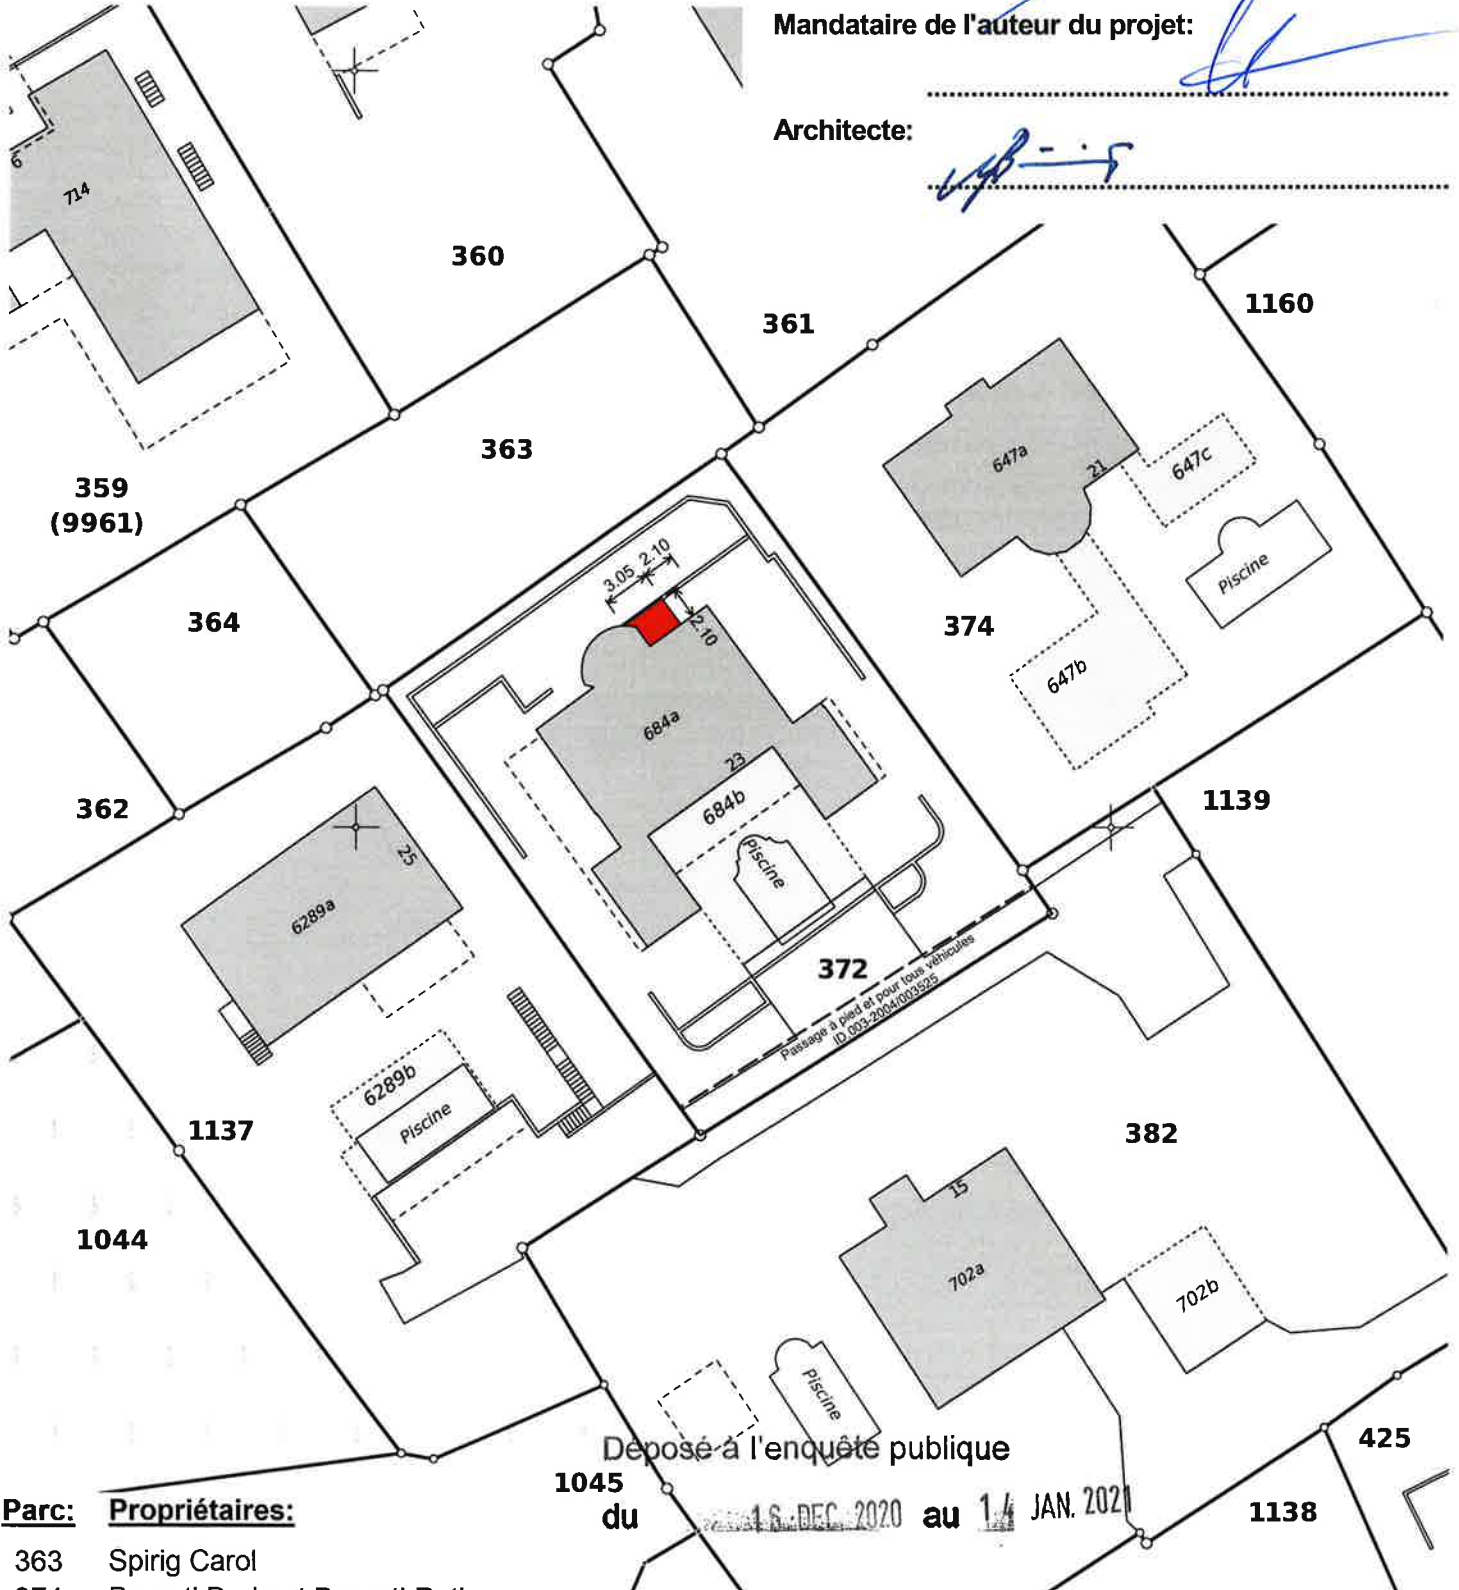 Mandataire de l'auteur du projet:
Architecte:
6
714
360
361
1160
363
359
(9961)
647a
21
647c
Piscine
3.05 2.10
2.10
364
374
647b
684a
23
684b
Piscine
362
1139
25
6289a
372
Passage à pied et pour tous véhicules
ID.003-2004/003525
6289b
Piscine
1137
382
1044
15
702a
702b
Piscine
Déposé à l'enquête publique
1045
425
du 16 DEC. 2020 au 14 JAN. 2021
1138
Parc: Propriétaires:
363 Spirig Carol